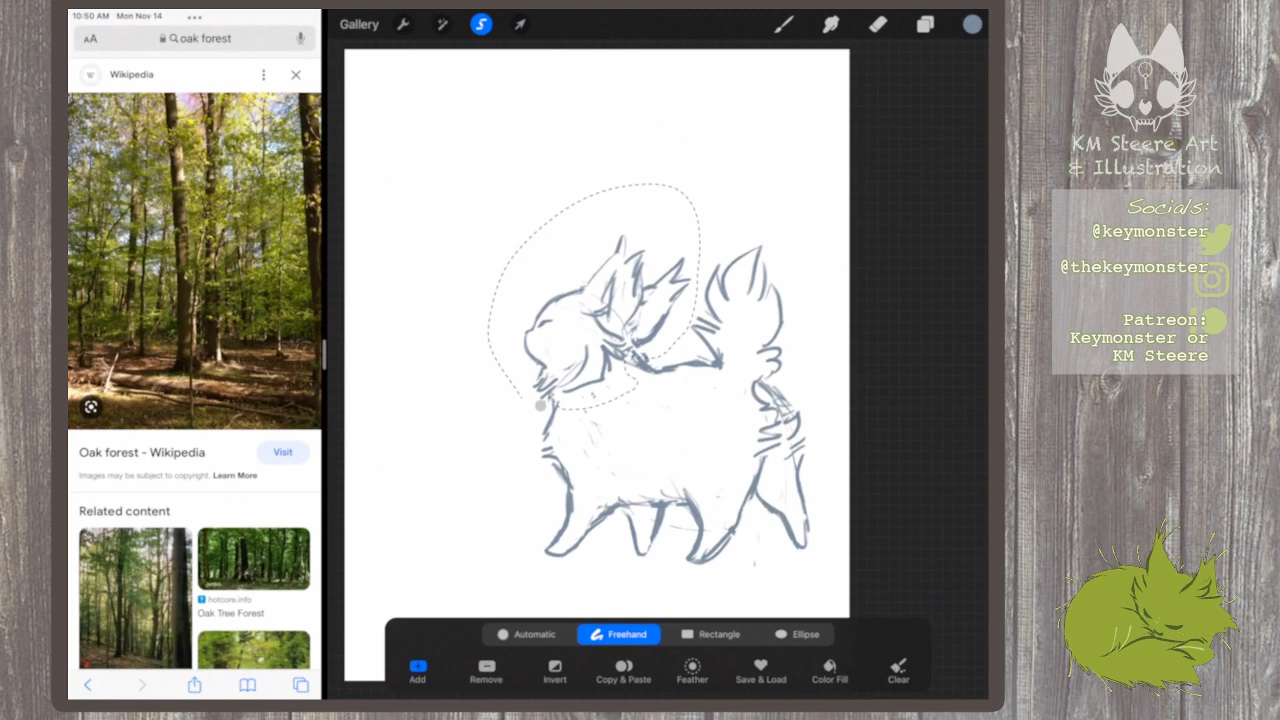 10:50 AM Mon Nov 14
AA
oak forest
Wikipedia
Oak forest - Wikipedia
Visit
Images may be subject to copyright. Learn More
Related content
hotcore.info
Oak Tree Forest
Gallery
Automatic
Freehand
Rectangle
Ellipse
Add
Remove
Invert
Copy & Paste
Feather
Save & Load
Color Fill
Clear
KM Steere Art
& Illustration
Socials:
@keymonster
@thekeymonster
Patreon:
Keymonster or
KM Steere